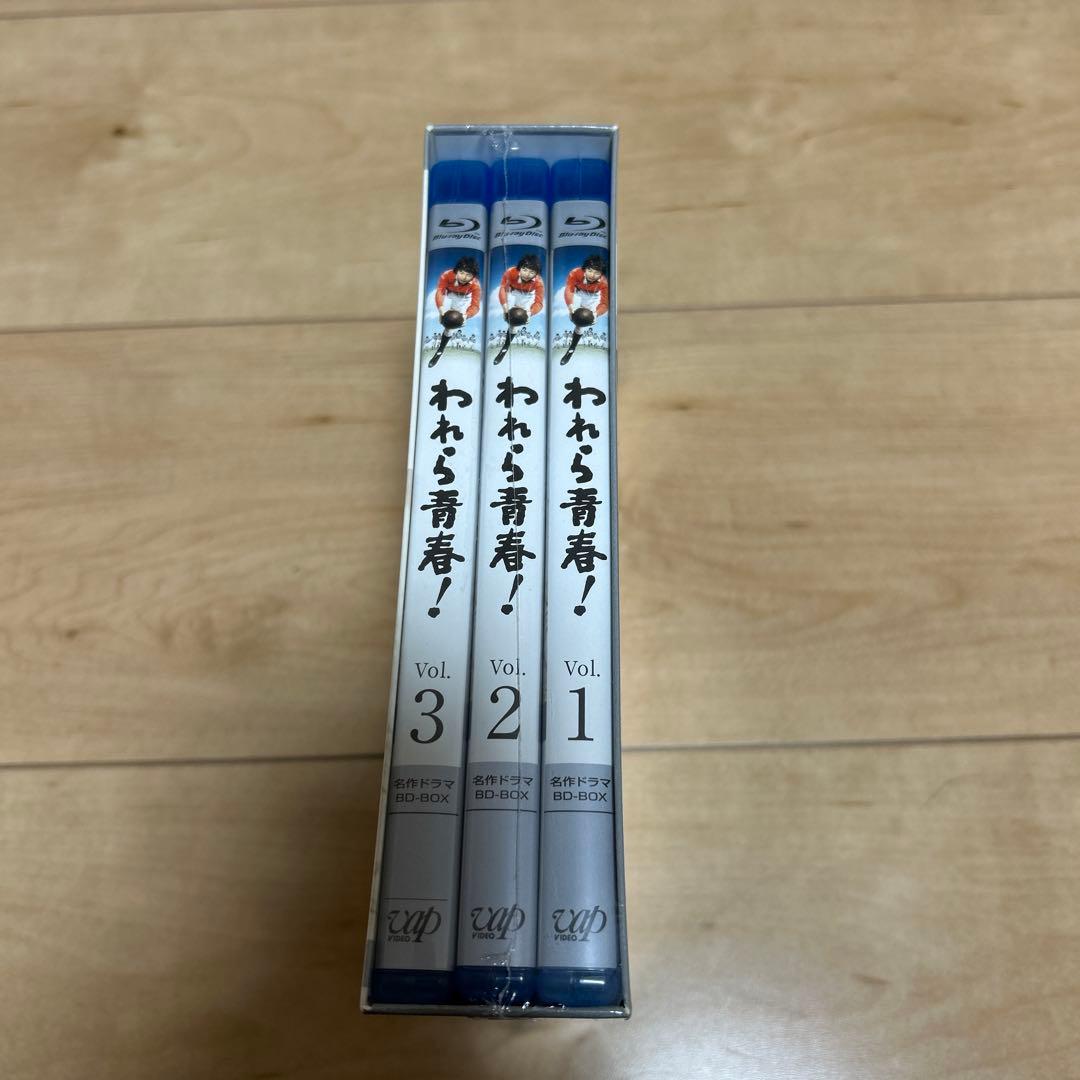 Blu-ray Disc
われら青春!
Vol.
3
名作ドラマ
BD-BOX
vap
VIDEO
Blu-ray Disc
われら青春!
Vol.
2
名作ドラマ
BD-BOX
vap
VIDEO
Blu-ray Disc
われら青春!
Vol.
1
名作ドラマ
BD-BOX
vap
VIDEO